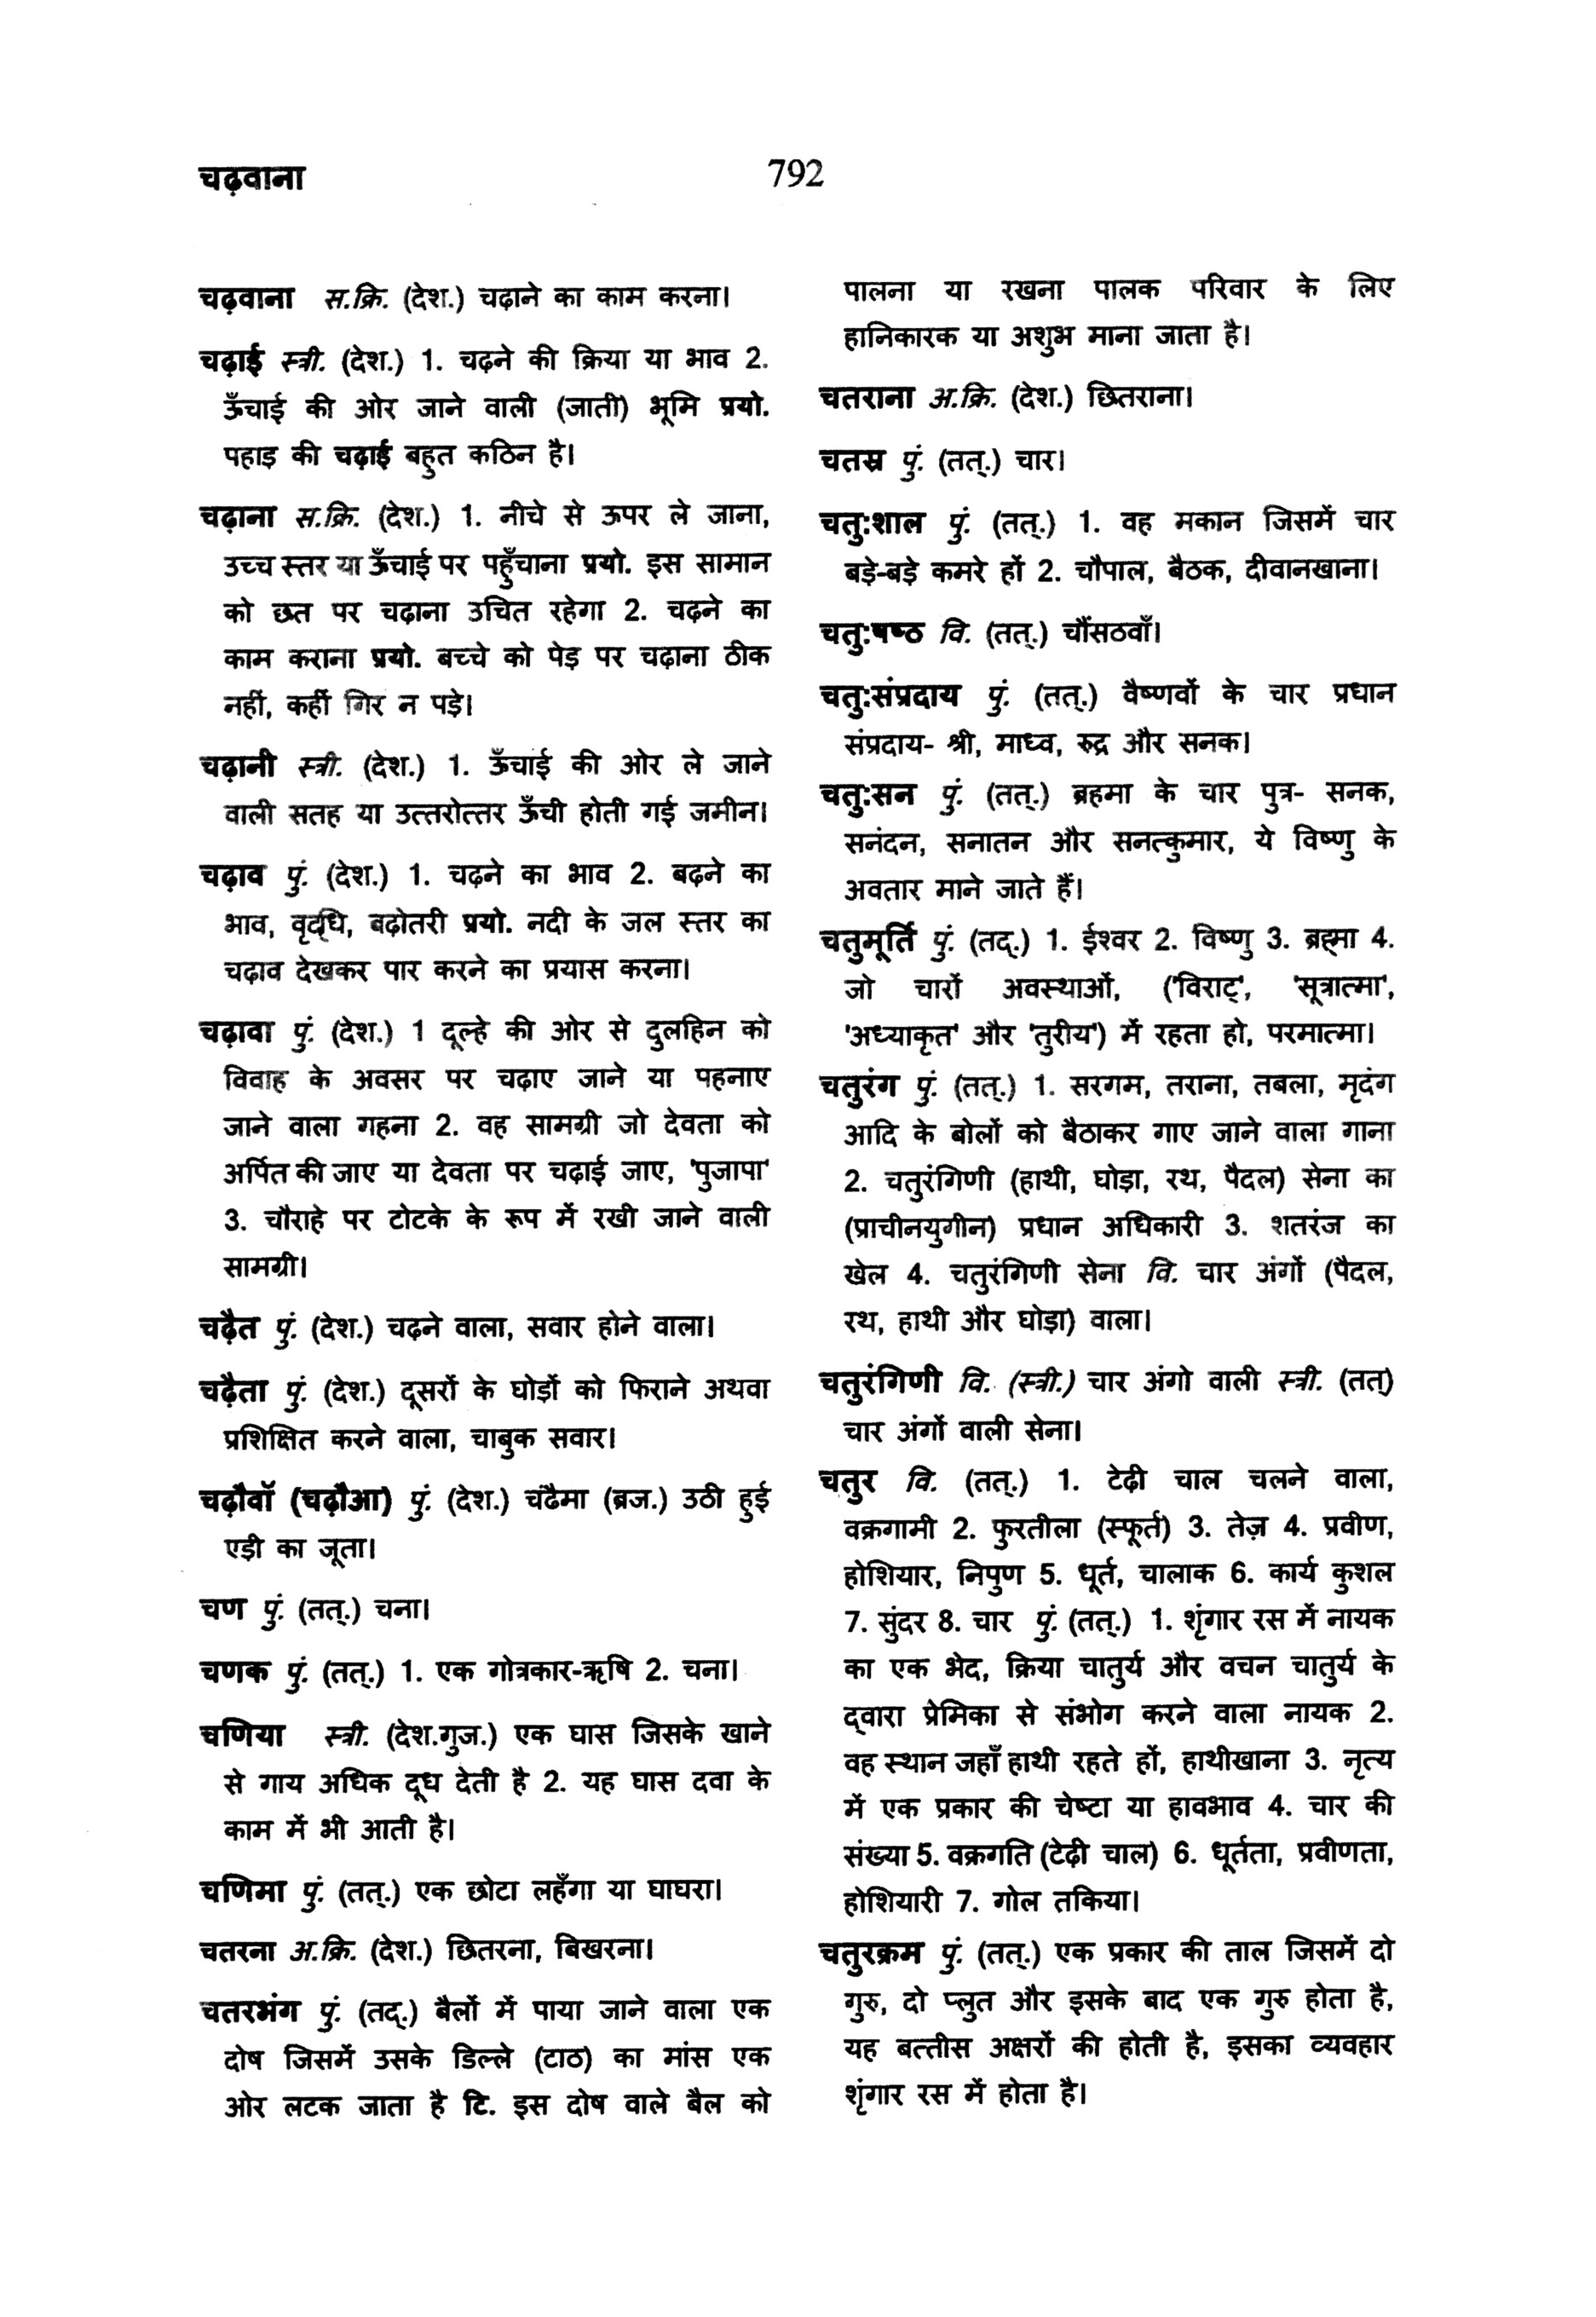 चढ़वाना
792
चढ़वाना स.क्रि. (देश.) चढ़ाने का काम करना।
चढ़ाई स्त्री. (देश.) 1. चढ़ने की क्रिया या भाव 2.
ऊँचाई की ओर जाने वाली (जाती) भूमि प्रयो.
पहाड़ की चढ़ाई बहुत कठिन है।
चढ़ाना स.क्रि. (देश.) 1. नीचे से ऊपर ले जाना,
उच्च स्तर या ऊँचाई पर पहुँचाना प्रयो. इस सामान
को छत पर चढ़ाना उचित रहेगा 2. चढ़ने का
काम कराना प्रयो. बच्चे को पेड़ पर चढ़ाना ठीक
नहीं, कहीं गिर न पड़े।
चढ़ानी स्त्री. (देश.) 1. ऊँचाई की ओर ले जाने
वाली सतह या उत्तरोत्तर ऊँची होती गई जमीन।
चढ़ाव पुं. (देश.) 1. चढ़ने का भाव 2. बढ़ने का
भाव, वृद्धि, बढ़ोतरी प्रयो. नदी के जल स्तर का
चढ़ाव देखकर पार करने का प्रयास करना।
चढ़ावा पुं. (देश.) 1 दूल्हे की ओर से दुलहिन को
विवाह के अवसर पर चढ़ाए जाने या पहनाए
जाने वाला गहना 2. वह सामग्री जो देवता को
अर्पित की जाए या देवता पर चढ़ाई जाए, 'पुजापा'
3. चौराहे पर टोटके के रूप में रखी जाने वाली
सामग्री।
चढ़ैत पुं. (देश.) चढ़ने वाला, सवार होने वाला।
चढ़ैता पुं. (देश.) दूसरों के घोड़ों को फिराने अथवा
प्रशिक्षित करने वाला, चाबुक सवार।
चढ़ौवॉ (चढ़ौआ) पुं. (देश.) चढैमा (ब्रज.) उठी हुई
एड़ी का जूता।
चण पुं. (तत्.) चना।
चणक पुं. (तत्.) 1. एक गोत्रकार-ऋषि 2. चना।
चणिया स्त्री. (देश.गुज.) एक घास जिसके खाने
से गाय अधिक दूध देती है 2. यह घास दवा के
काम में भी आती है।
चणिमा पुं. (तत्.) एक छोटा लहँगा या घाघरा।
चतरना अ.क्रि. (देश.) छितरना, बिखरना।
चतरभंग पुं. (तद्.) बैलों में पाया जाने वाला एक
दोष जिसमें उसके डिल्ले (टाठ) का मांस एक
ओर लटक जाता है टि. इस दोष वाले बैल को
पालना या रखना पालक परिवार के लिए
हानिकारक या अशुभ माना जाता है।
चतराना अ.क्रि. (देश.) छितराना।
चतस्र पुं. (तत्.) चार।
चतु:शाल पुं. (तत्.) 1. वह मकान जिसमें चार
बड़े-बड़े कमरे हों 2. चौपाल, बैठक, दीवानखाना।
चतु:षष्ठ वि. (तत्.) चौंसठवाँ।
चतु:संप्रदाय पुं. (तत्.) वैष्णवों के चार प्रधान
संप्रदाय- श्री, माध्व, रुद्र और सनक।
चतु:सन पुं. (तत्.) ब्रहमा के चार पुत्र- सनक,
सनंदन, सनातन और सनत्कुमार, ये विष्णु के
अवतार माने जाते हैं।
चतुमूर्ति पुं. (तद्.) 1. ईश्वर 2. विष्णु 3. ब्रह्मा 4.
जो चारों अवस्थाओं, ('विराट्', 'सूत्रात्मा',
'अध्याकृत' और 'तुरीय') में रहता हो, परमात्मा।
चतुरंग पुं. (तत्.) 1. सरगम, तराना, तबला, मृदंग
आदि के बोलों को बैठाकर गाए जाने वाला गाना
2. चतुरंगिणी (हाथी, घोड़ा, रथ, पैदल) सेना का
(प्राचीनयुगीन) प्रधान अधिकारी 3. शतरंज का
खेल 4. चतुरंगिणी सेना वि. चार अंगों (पैदल,
रथ, हाथी और घोड़ा) वाला।
चतुरंगिणी वि. (स्त्री.) चार अंगो वाली स्त्री. (तत्)
चार अंगों वाली सेना।
चतुर वि. (तत्.) 1. टेढ़ी चाल चलने वाला,
वक्रगामी 2. फुरतीला (स्फूर्त) 3. तेज़ 4. प्रवीण,
होशियार, निपुण 5. धूर्त, चालाक 6. कार्य कुशल
7. सुंदर 8. चार पुं. (तत्.) 1. शृंगार रस में नायक
का एक भेद, क्रिया चातुर्य और वचन चातुर्य के
द्वारा प्रेमिका से संभोग करने वाला नायक 2.
वह स्थान जहाँ हाथी रहते हों, हाथीखाना 3. नृत्य
में एक प्रकार की चेष्टा या हावभाव 4. चार की
संख्या 5. वक्रगति (टेढ़ी चाल) 6. धूर्तता, प्रवीणता,
होशियारी 7. गोल तकिया।
चतुरक्रम पुं. (तत्.) एक प्रकार की ताल जिसमें दो
गुरु, दो प्लुत और इसके बाद एक गुरु होता है,
यह बत्तीस अक्षरों की होती है, इसका व्यवहार
शृंगार रस में होता है।